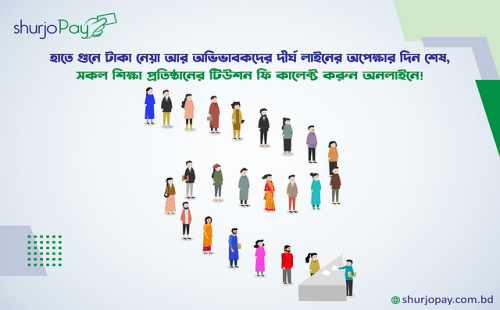 shurjoPay
হাতে গুনে টাকা নেয়া আর অভিভাবকদের দীর্ঘ লাইনের অপেক্ষার দিন শেষ,
সকল শিক্ষা প্রতিষ্ঠানের টিউশন ফি কালেক্ট করুন অনলাইনে!
shurjopay.com.bd